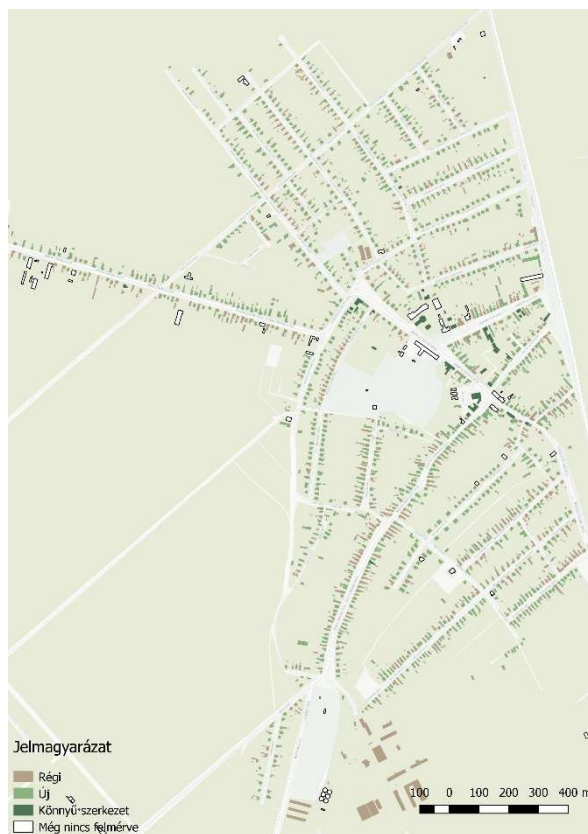 Jelmagyarázat
Régi
Új
Könnyű szerkezet
Még nincs felmérve
100 0 100 200 300 400 m